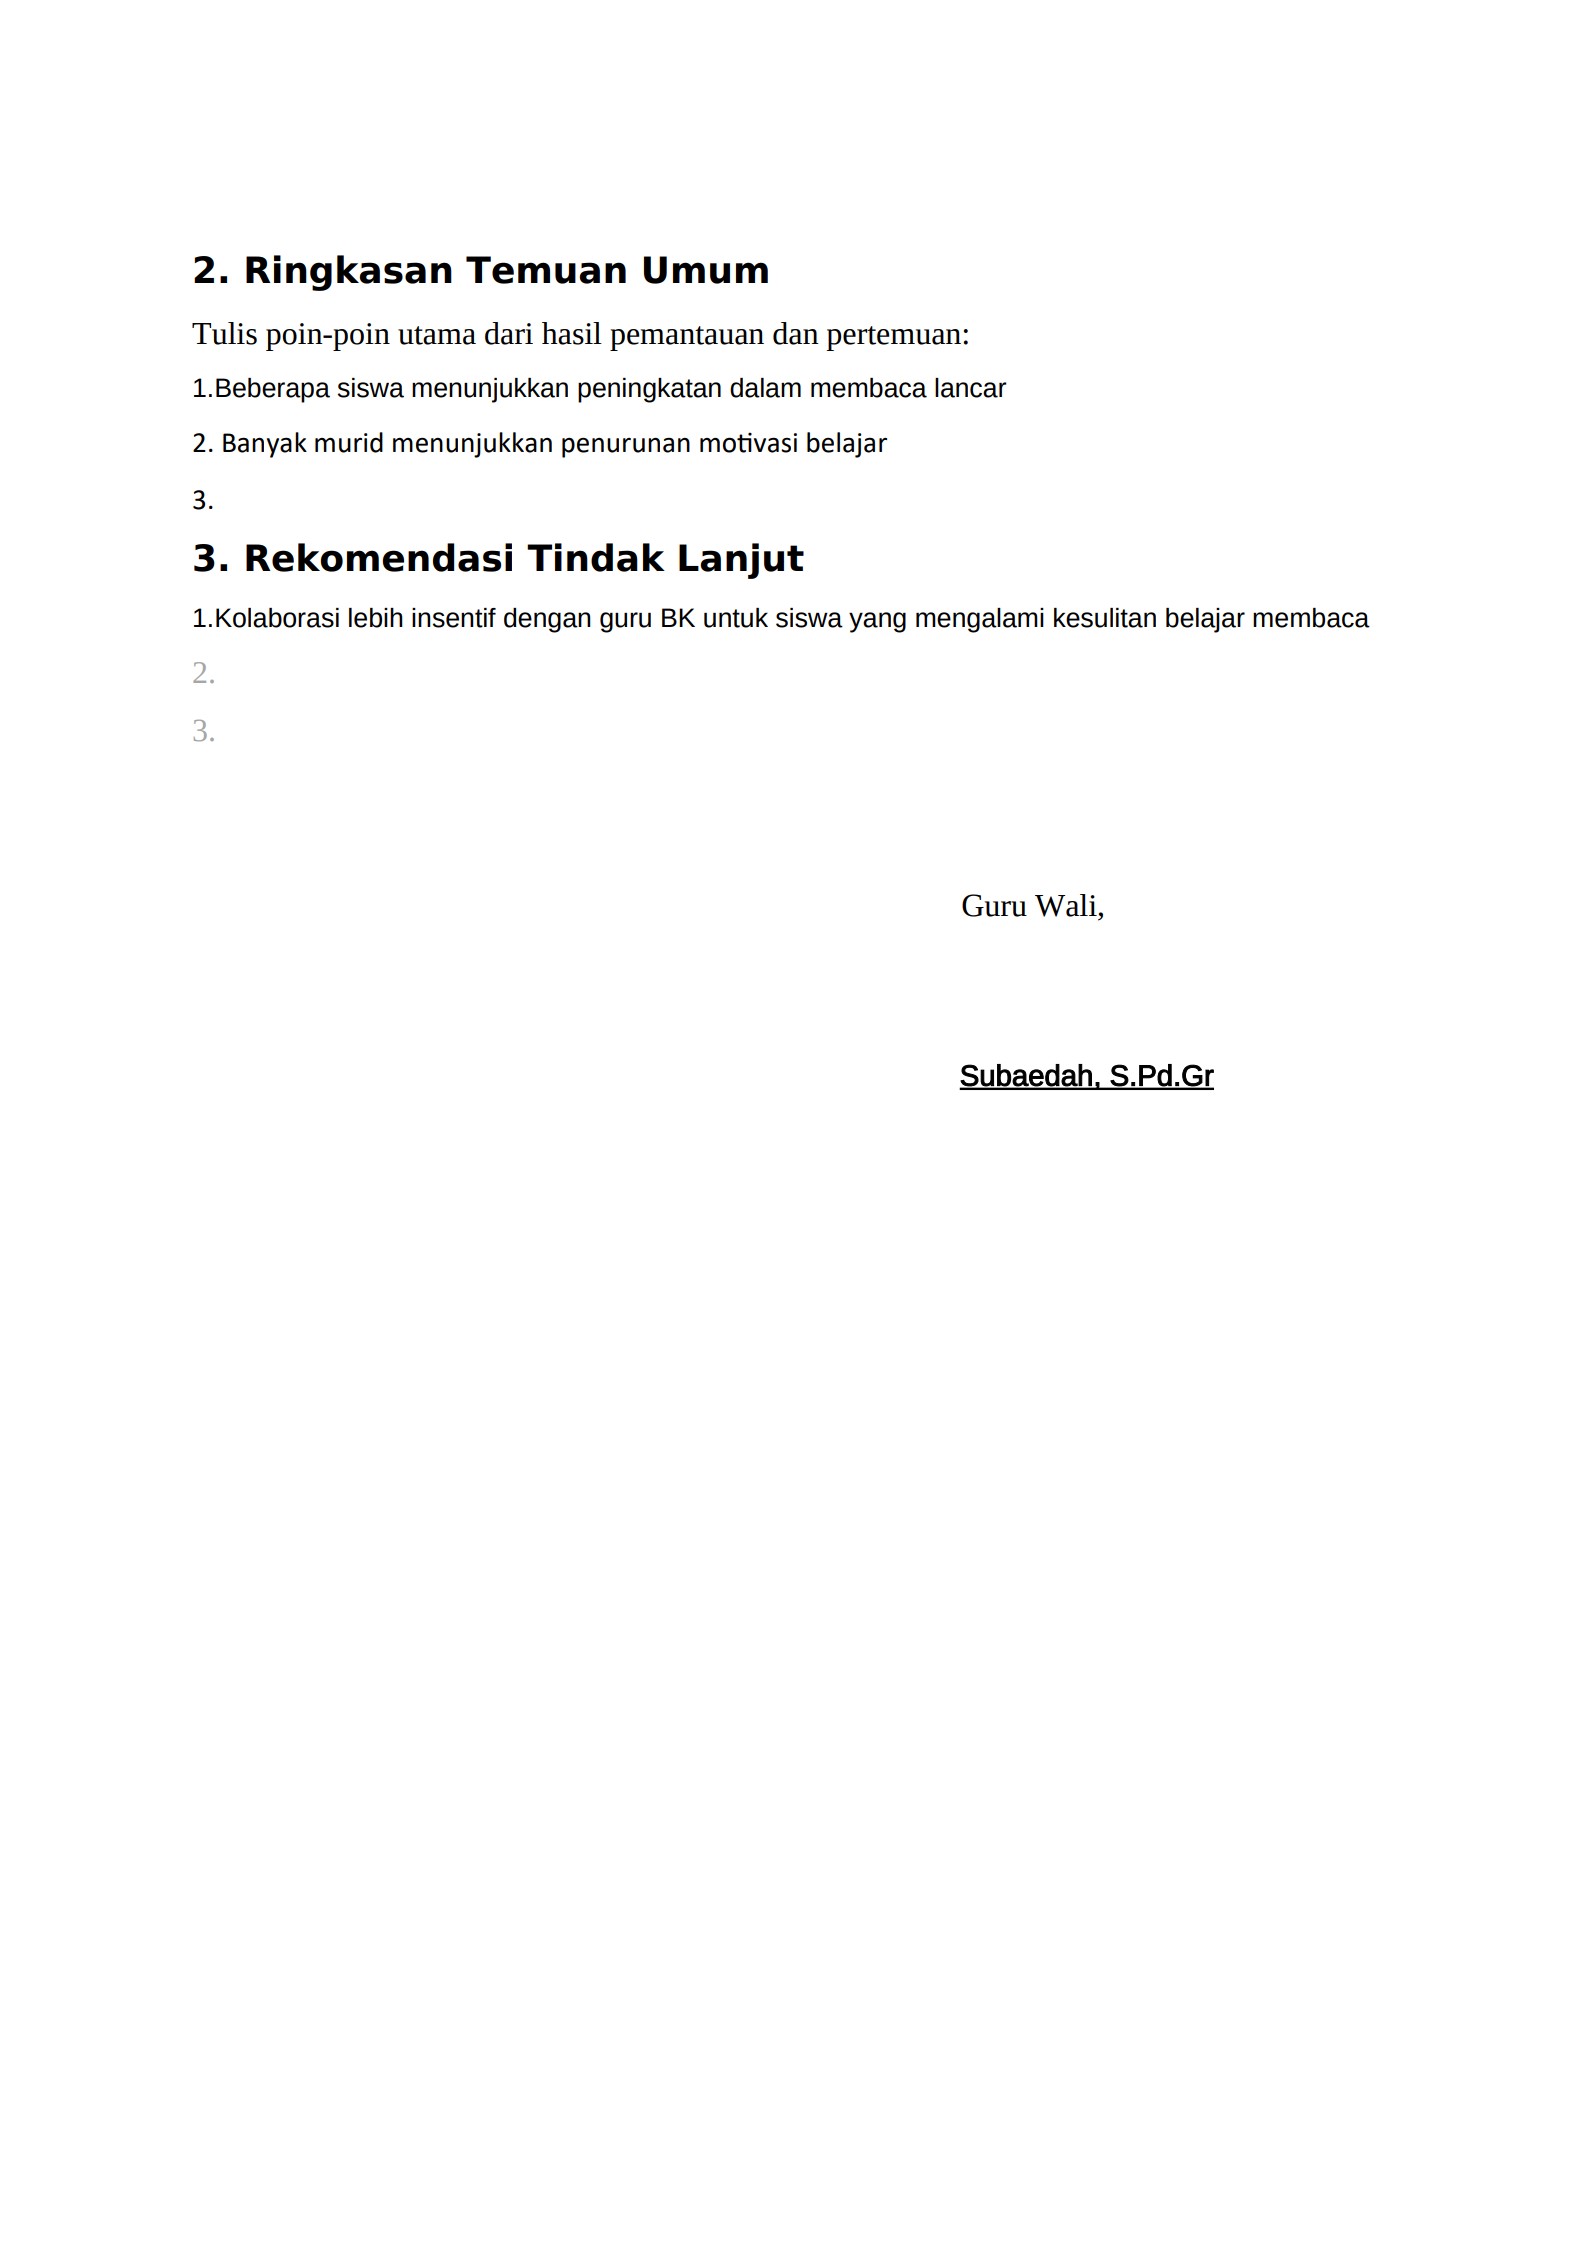 2. Ringkasan Temuan Umum
Tulis poin-poin utama dari hasil pemantauan dan pertemuan:
1.Beberapa siswa menunjukkan peningkatan dalam membaca lancar
2. Banyak murid menunjukkan penurunan motivasi belajar
3.
3. Rekomendasi Tindak Lanjut
1.Kolaborasi lebih insentif dengan guru BK untuk siswa yang mengalami kesulitan belajar membaca
2.
3.
Guru Wali,
Subaedah, S.Pd.Gr